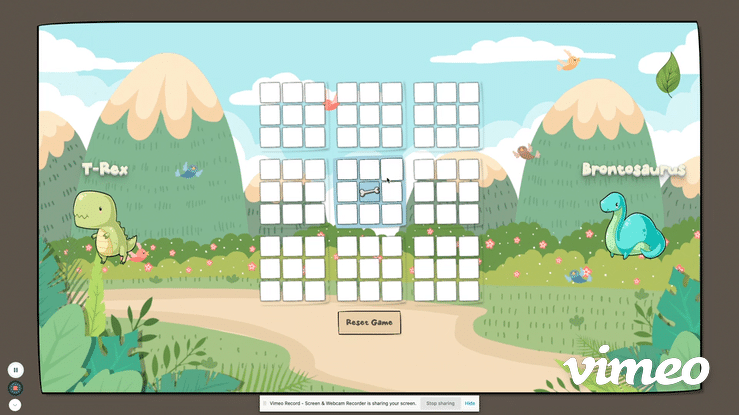 T-Rex
Brontosaurus
Reset Game
vimeo
Vimeo Record - Screen & Webcam Recorder is sharing your screen.
Stop sharing
Hide